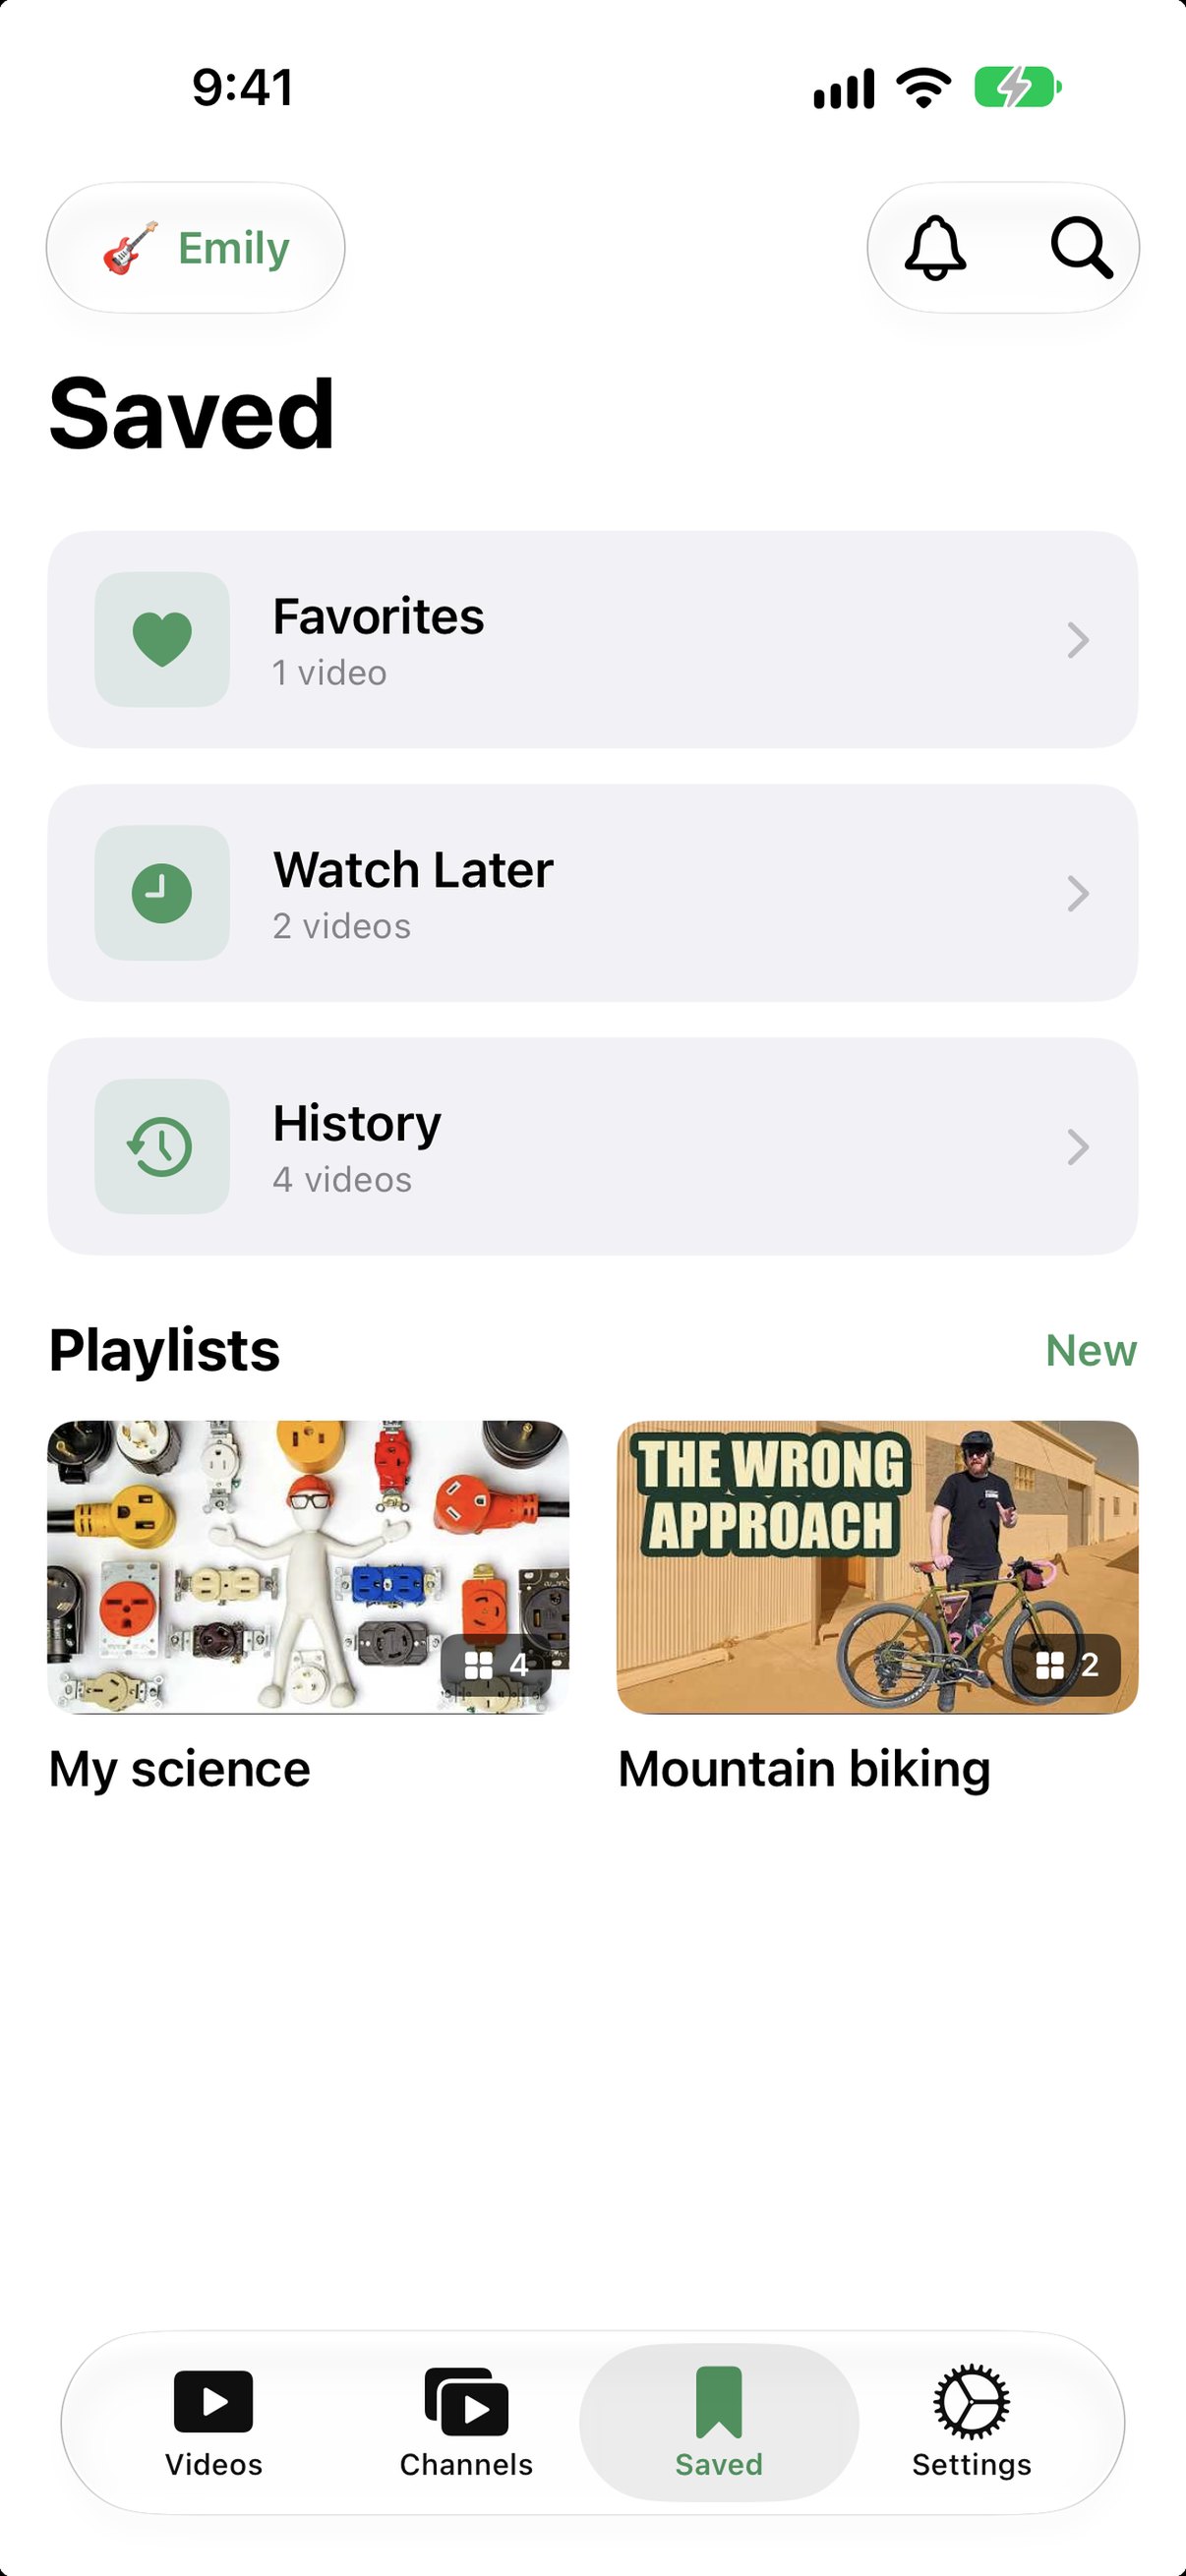 9:41
Emily
Saved
Favorites
1 video
Watch Later
2 videos
History
4 videos
Playlists
New
THE WRONG
APPROACH
4
2
My science
Mountain biking
Videos
Channels
Saved
Settings